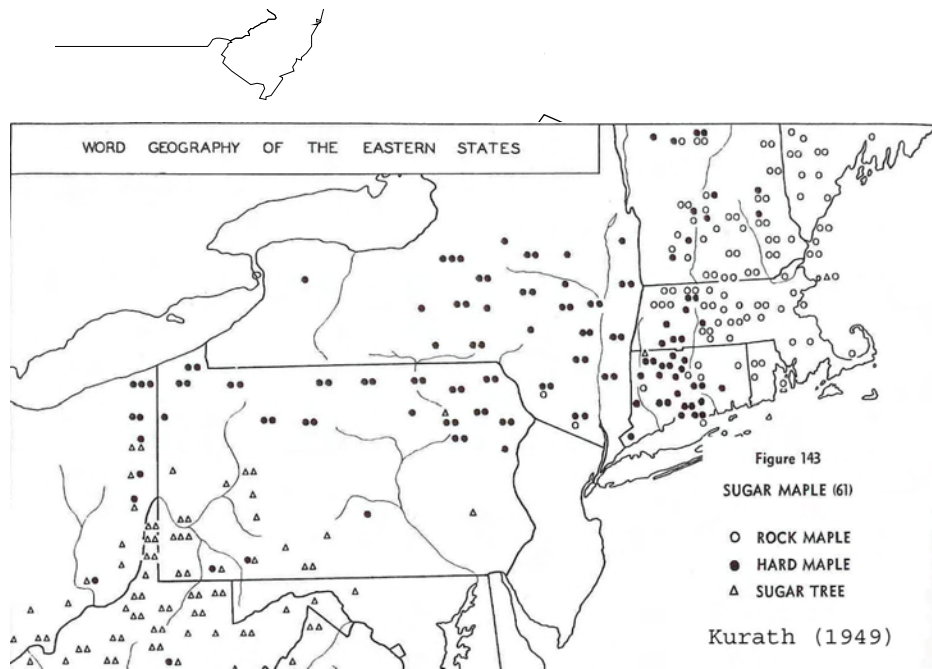 WORD GEOGRAPHY OF THE EASTERN STATES
Figure 143
SUGAR MAPLE (61)
ROCK MAPLE
HARD MAPLE
SUGAR TREE
Kurath (1949)